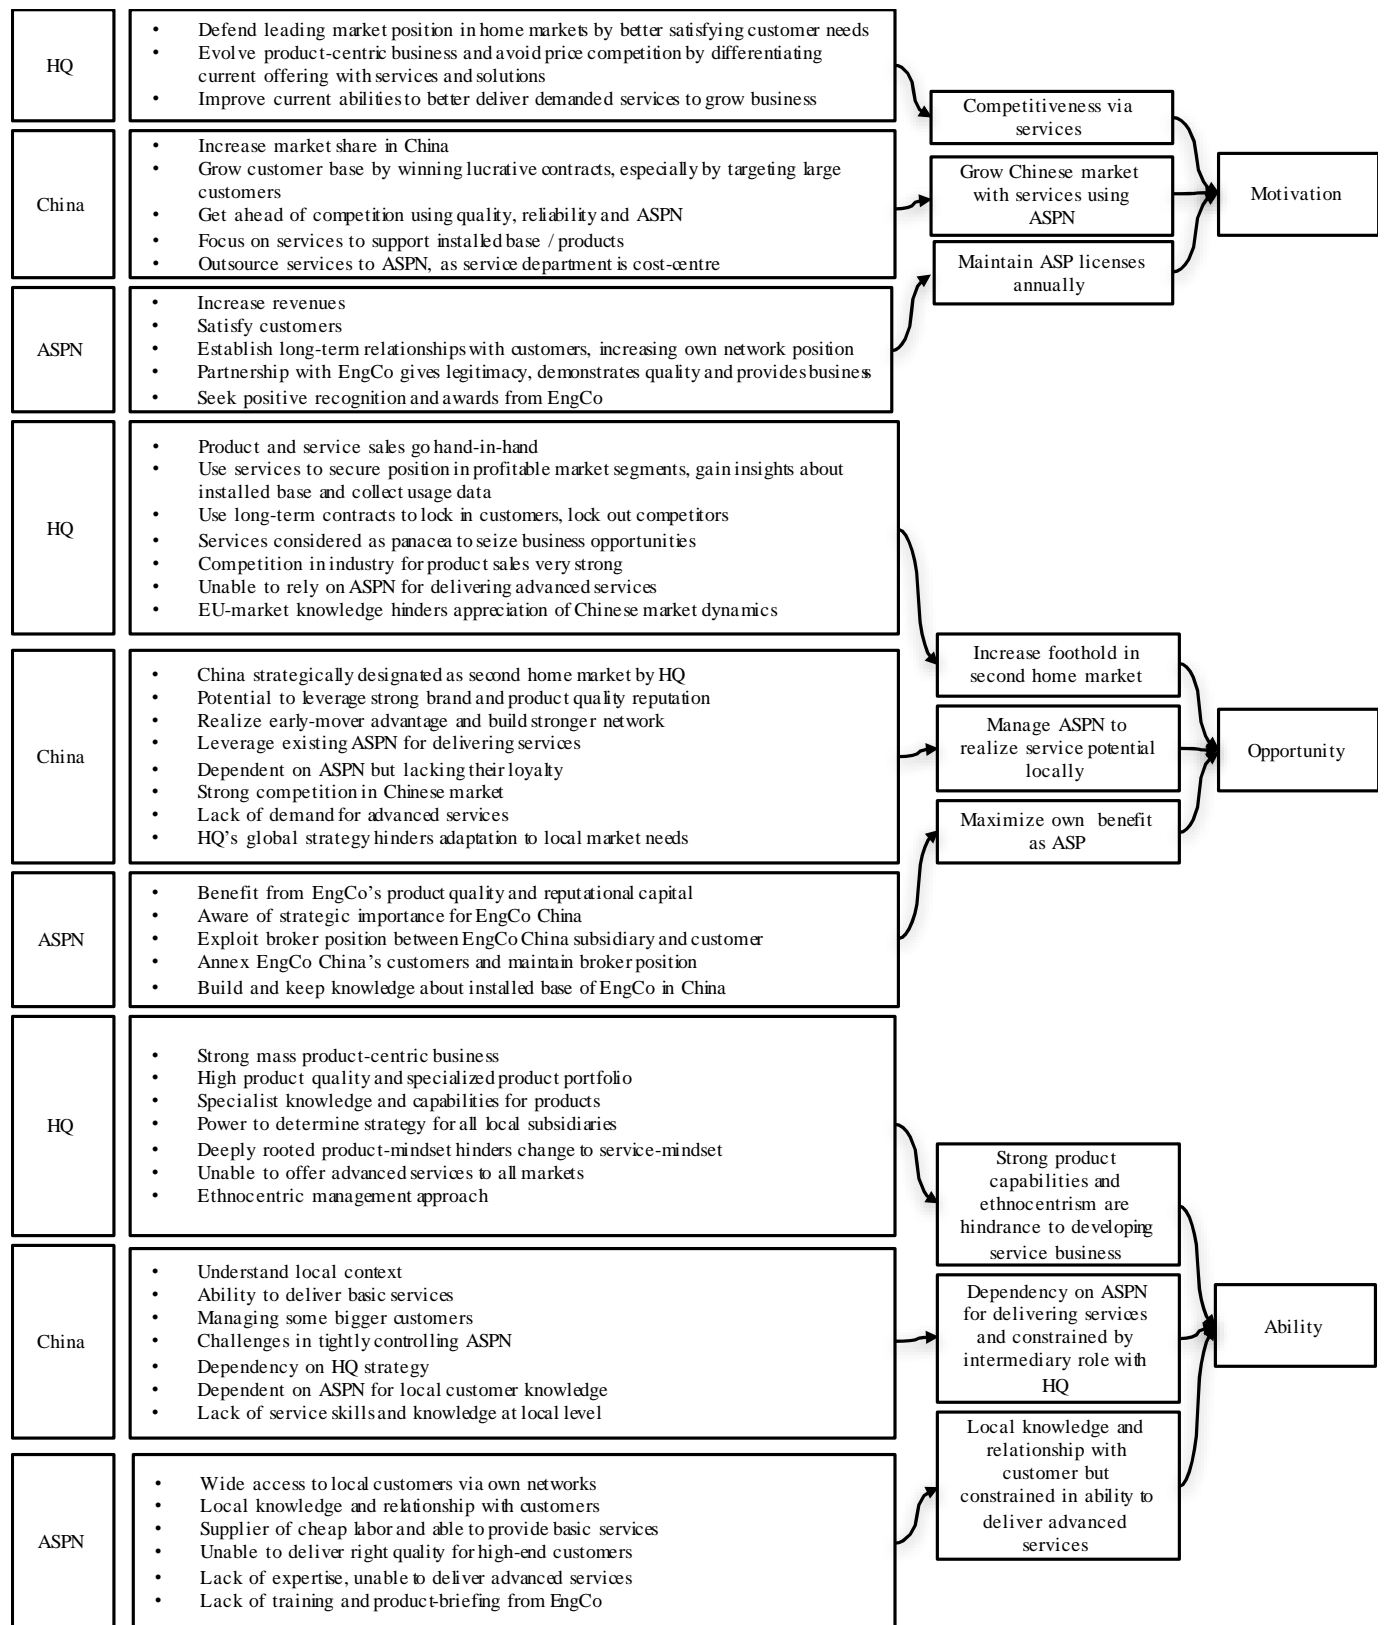 HQ
• Defend leading market position in home markets by better satisfying customer needs
• Evolve product-centric business and avoid price competition by differentiating
current offering with services and solutions
• Improve current abilities to better deliver demanded services to grow business
China
• Increase market share in China
• Grow customer base by winning lucrative contracts, especially by targeting large
customers
• Get ahead of competition using quality, reliability and ASPN
• Focus on services to support installed base / products
• Outsource services to ASPN, as service department is cost-centre
ASPN
• Increase revenues
• Satisfy customers
• Establish long-term relationships with customers, increasing own network position
• Partnership with EngCo gives legitimacy, demonstrates quality and provides business
• Seek positive recognition and awards from EngCo
Competitiveness via
services
Grow Chinese market
with services using
ASPN
Maintain ASP licenses
annually
Motivation
HQ
• Product and service sales go hand-in-hand
• Use services to secure position in profitable market segments, gain insights about
installed base and collect usage data
• Use long-term contracts to lock in customers, lock out competitors
• Services considered as panacea to seize business opportunities
• Competition in industry for product sales very strong
• Unable to rely on ASPN for delivering advanced services
• EU-market knowledge hinders appreciation of Chinese market dynamics
China
• China strategically designated as second home market by HQ
• Potential to leverage strong brand and product quality reputation
• Realize early-mover advantage and build stronger network
• Leverage existing ASPN for delivering services
• Dependent on ASPN but lacking their loyalty
• Strong competition in Chinese market
• Lack of demand for advanced services
• HQ's global strategy hinders adaptation to local market needs
ASPN
• Benefit from EngCo's product quality and reputational capital
• Aware of strategic importance for EngCo China
• Exploit broker position between EngCo China subsidiary and customer
• Annex EngCo China's customers and maintain broker position
• Build and keep knowledge about installed base of EngCo in China
Increase foothold in
second home market
Manage ASPN to
realize service potential
locally
Maximize own benefit
as ASP
Opportunity
HQ
• Strong mass product-centric business
• High product quality and specialized product portfolio
• Specialist knowledge and capabilities for products
• Power to determine strategy for all local subsidiaries
• Deeply rooted product-mindset hinders change to service-mindset
• Unable to offer advanced services to all markets
• Ethnocentric management approach
China
• Understand local context
• Ability to deliver basic services
• Managing some bigger customers
• Challenges in tightly controlling ASPN
• Dependency on HQ strategy
• Dependent on ASPN for local customer knowledge
• Lack of service skills and knowledge at local level
ASPN
• Wide access to local customers via own networks
• Local knowledge and relationship with customers
• Supplier of cheap labor and able to provide basic services
• Unable to deliver right quality for high-end customers
• Lack of expertise, unable to deliver advanced services
• Lack of training and product-briefing from EngCo
Strong product
capabilities and
ethnocentrism are
hindrance to developing
service business
Dependency on ASPN
for delivering services
and constrained by
intermediary role with
HQ
Local knowledge and
relationship with
customer but
constrained in ability to
deliver advanced
services
Ability